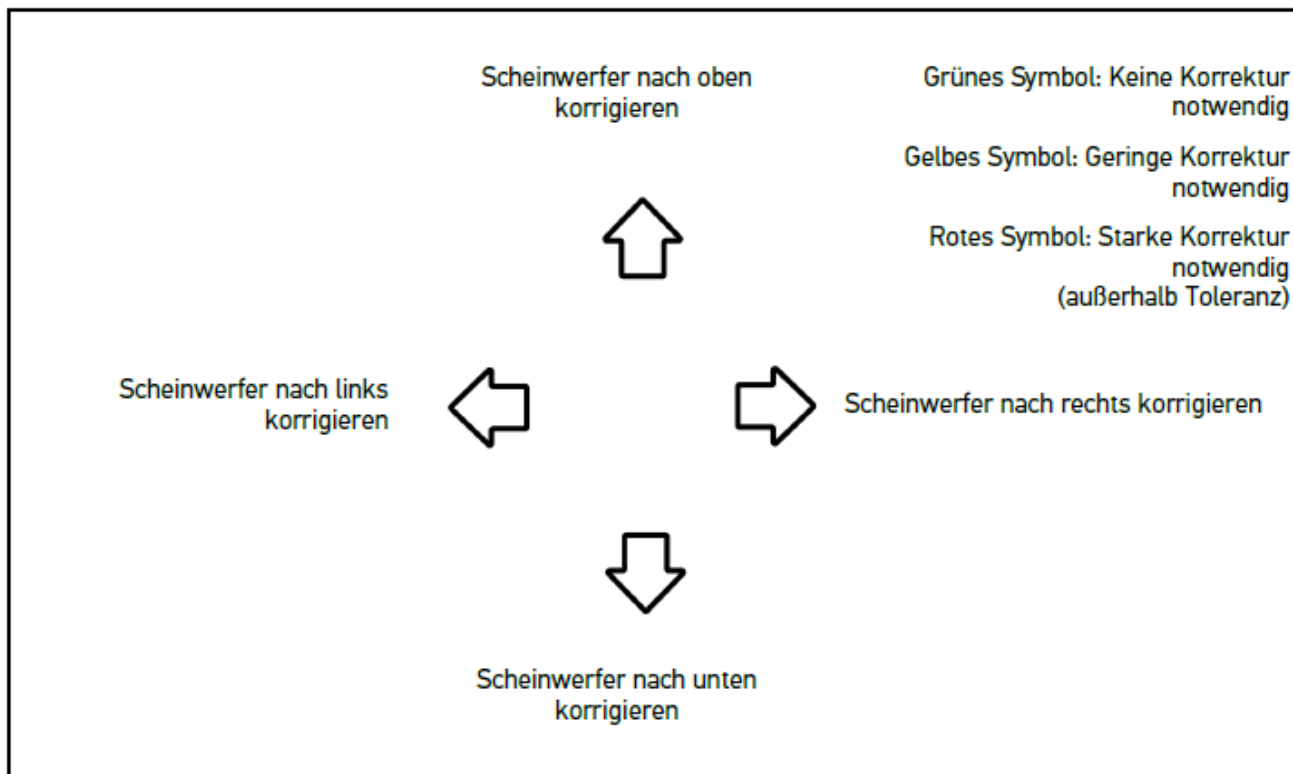 Scheinwerfer nach oben
korrigieren
Grünes Symbol: Keine Korrektur
notwendig
Gelbes Symbol: Geringe Korrektur
notwendig
Rotes Symbol: Starke Korrektur
notwendig
(außerhalb Toleranz)
Scheinwerfer nach links
korrigieren
Scheinwerfer nach rechts korrigieren
Scheinwerfer nach unten
korrigieren